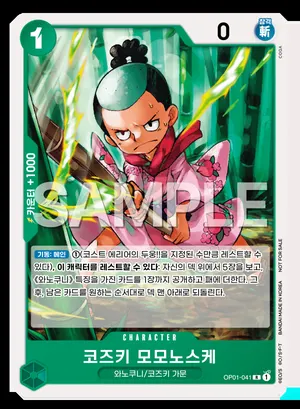 1
0
참격
斬
카운터 +1000
SAMPLE
기동: 메인 ①(코스트 에리어의 두웅!!을 지정된 수만큼 레스트할 수
있다), 이 캐릭터를 레스트할 수 있다: 자신의 덱 위에서 5장을 보고,
《와노쿠니》 특징을 가진 카드를 1장까지 공개하고 패에 더한다. 그
후, 남은 카드를 원하는 순서대로 덱 맨 아래로 되돌린다.
CHARACTER
코즈키 모모노스케
와노쿠니/코즈키 가문
OP01-041 R
1
BANDAI MADE IN KOREA NOT FOR SALE